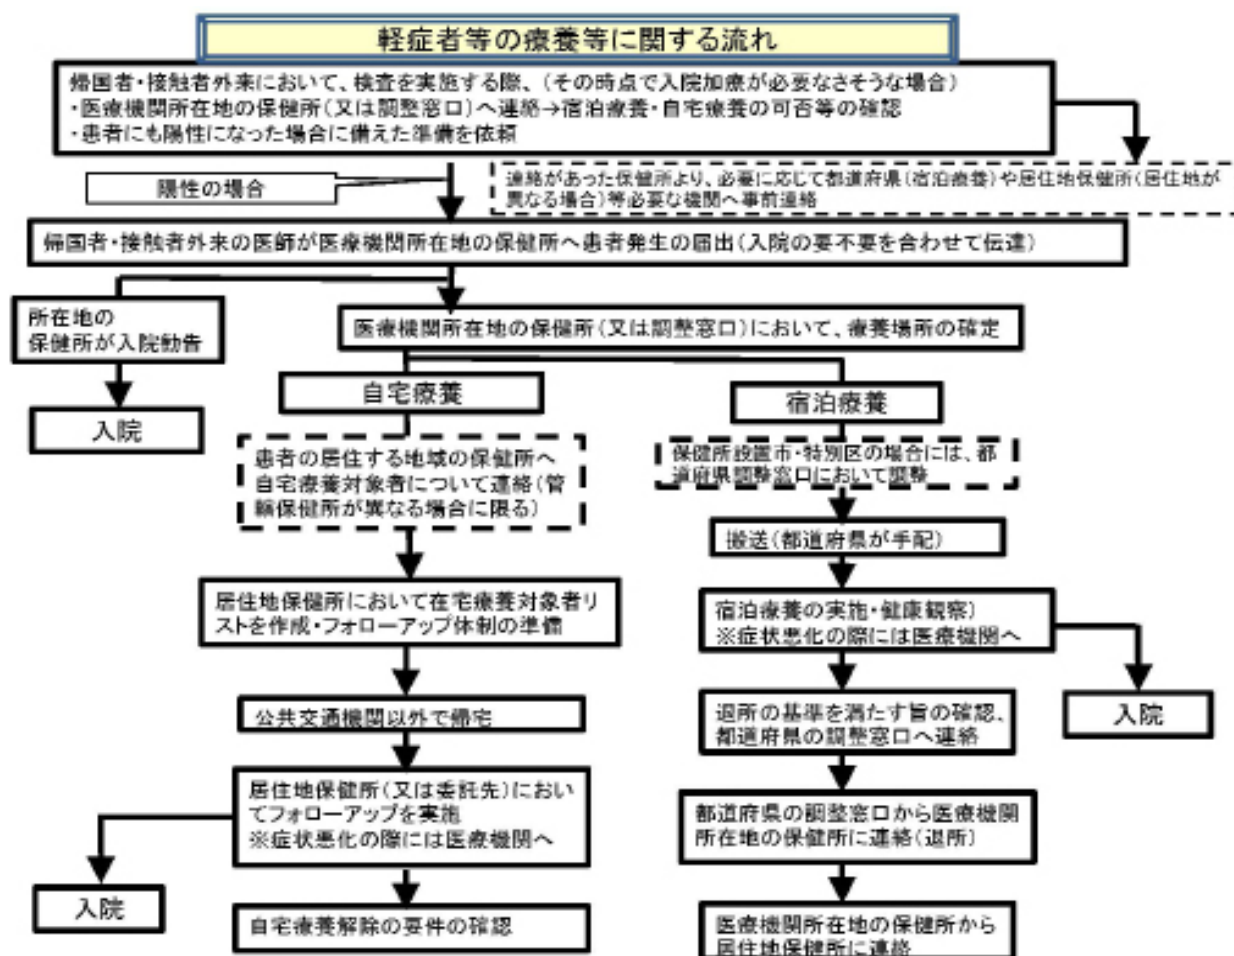 軽症者等の療養等に関する流れ
帰国者・接触者外来において、検査を実施する際、(その時点で入院加療が必要なさそうな場合)
・医療機関所在地の保健所(又は調整窓口)へ連絡→宿泊療養・自宅療養の可否等の確認
・患者にも陽性になった場合に備えた準備を依頼
陽性の場合
連絡があった保健所より、必要に応じて都道府県(宿泊療養)や居住地保健所(居住地が
異なる場合)等必要な機関へ事前連絡
帰国者・接触者外来の医師が医療機関所在地の保健所へ患者発生の届出(入院の要不要を合わせて伝達)
所在地の
保健所が入院勧告
入院
医療機関所在地の保健所(又は調整窓口)において、療養場所の確定
自宅療養
患者の居住する地域の保健所へ
自宅療養対象者について連絡(管
轄保健所が異なる場合に限る)
居住地保健所において在宅療養対象者リ
ストを作成・フォローアップ体制の準備
公共交通機関以外で帰宅
居住地保健所(又は委託先)におい
てフォローアップを実施
※症状悪化の際には医療機関へ
入院
自宅療養解除の要件の確認
宿泊療養
保健所設置市・特別区の場合には、都
道府県調整窓口において調整
搬送(都道府県が手配)
宿泊療養の実施・健康観察)
※症状悪化の際には医療機関へ
入院
退所の基準を満たす旨の確認、
都道府県の調整窓口へ連絡
都道府県の調整窓口から医療機関
所在地の保健所に連絡(退所)
医療機関所在地の保健所から
居住地保健所に連絡